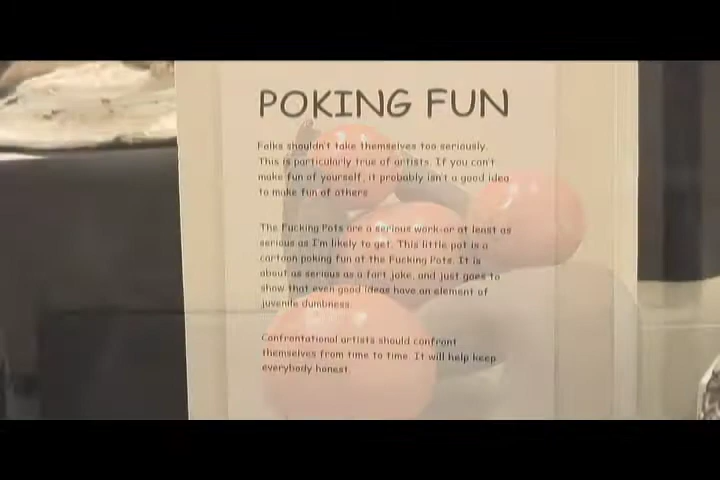 POKING FUN
Folks shouldn't take themselves too seriously.
This is particularly true of artists. If you can't
make fun of yourself, it probably isn't a good idea
to make fun of others.
The Fucking Pots are a serious work-or at least as
serious as I'm likely to get. This little pot is a
cartoon poking fun at the Fucking Pots. It is
about as serious as a fart joke, and just goes to
show that even good ideas have an element of
juvenile dumbness.
Confrontational artists should confront
themselves from time to time. It will help keep
everybody honest.